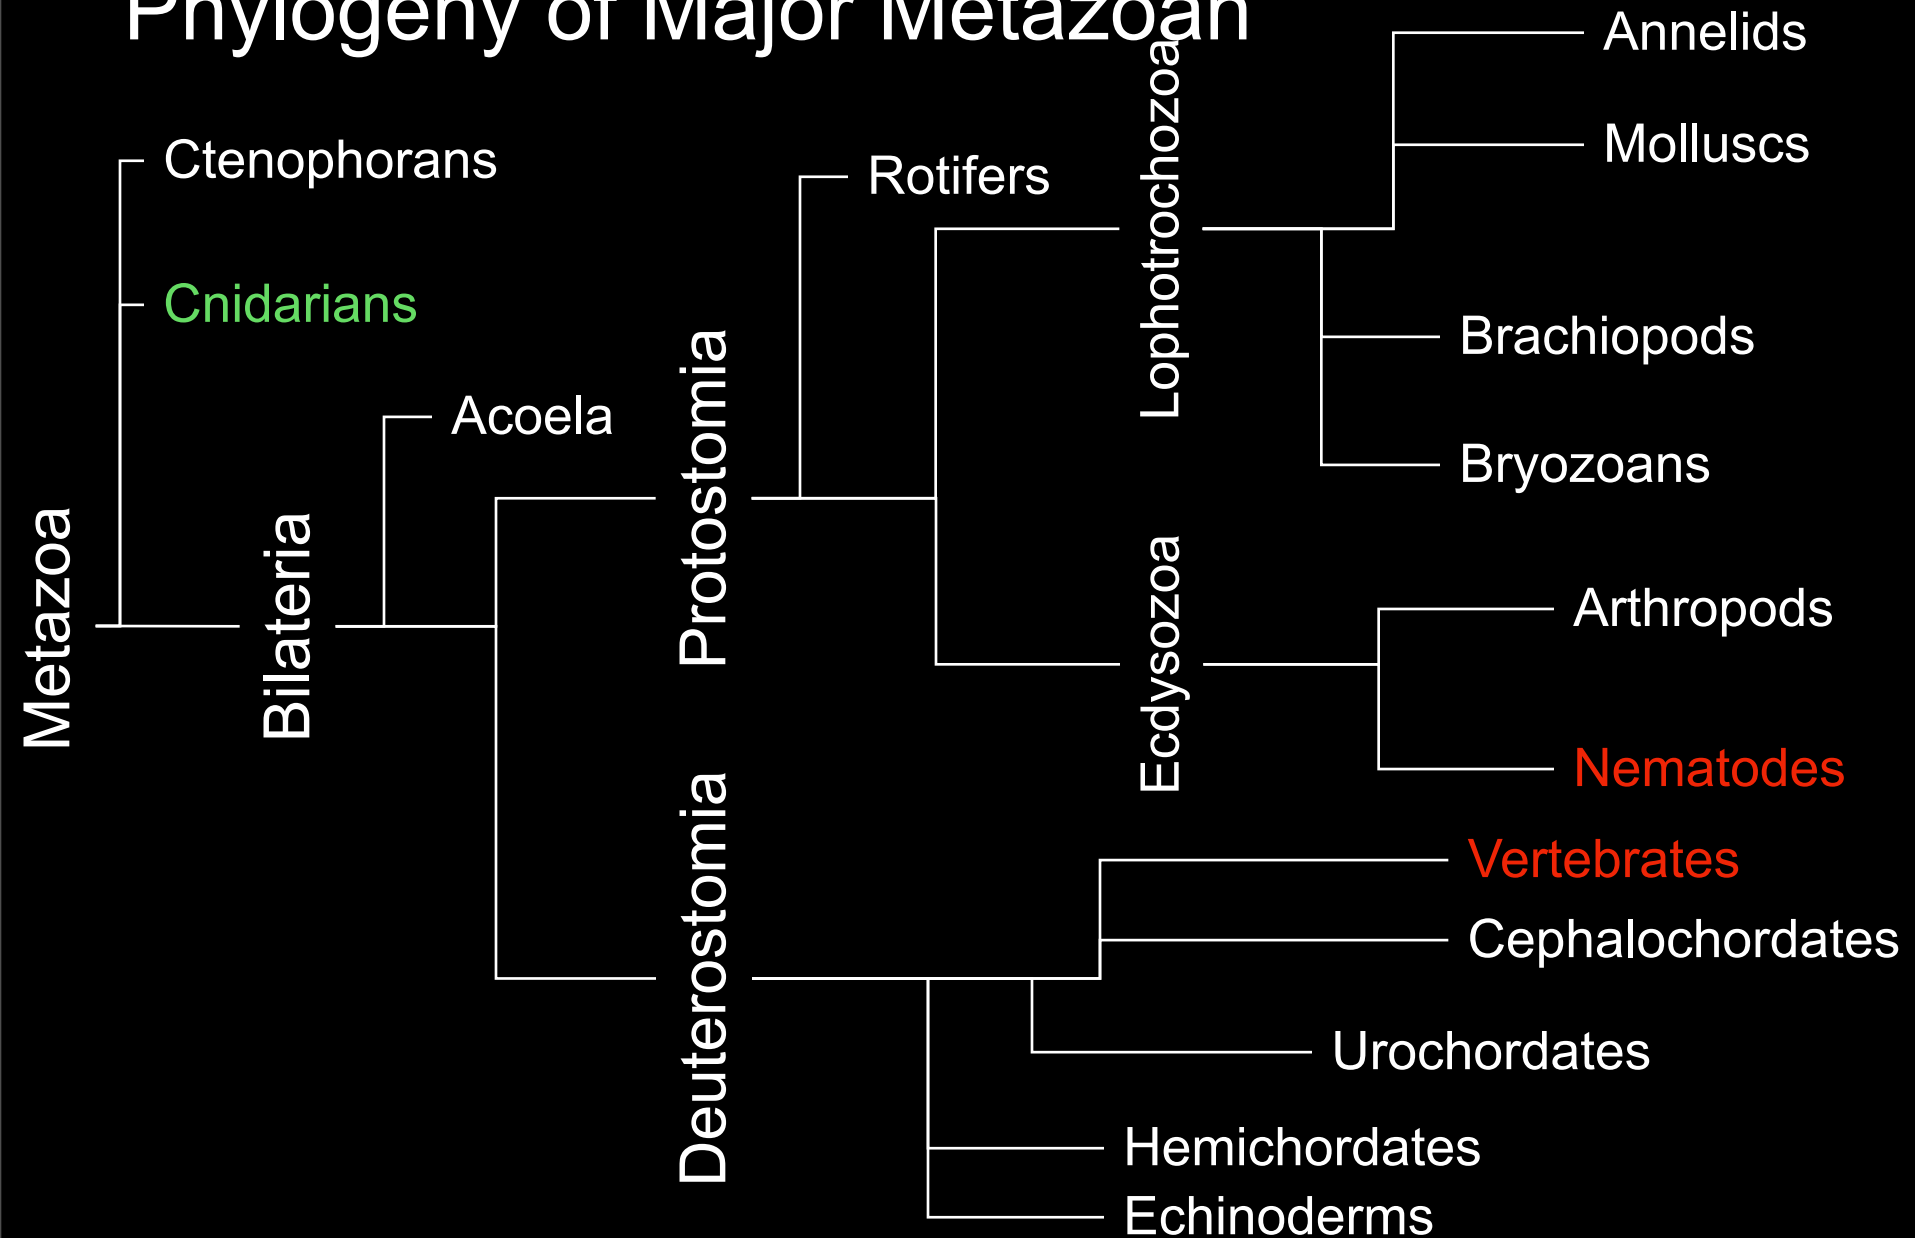 Phylogeny of Major Metazoan
Annelids
Molluscs
Ctenophorans
Rotifers
Lophotrochozoa
Cnidarians
Brachiopods
Acoela
Protostomia
Bryozoans
Metazoa
Bilateria
Ecdysozoa
Arthropods
Nematodes
Vertebrates
Deuterostomia
Cephalochordates
Urochordates
Hemichordates
Echinoderms